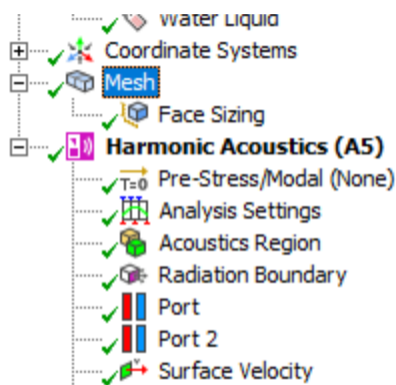 Water Liquid
Coordinate Systems
Mesh
Face Sizing
Harmonic Acoustics (A5)
T=0 Pre-Stress/Modal (None)
Analysis Settings
Acoustics Region
Radiation Boundary
Port
Port 2
Surface Velocity